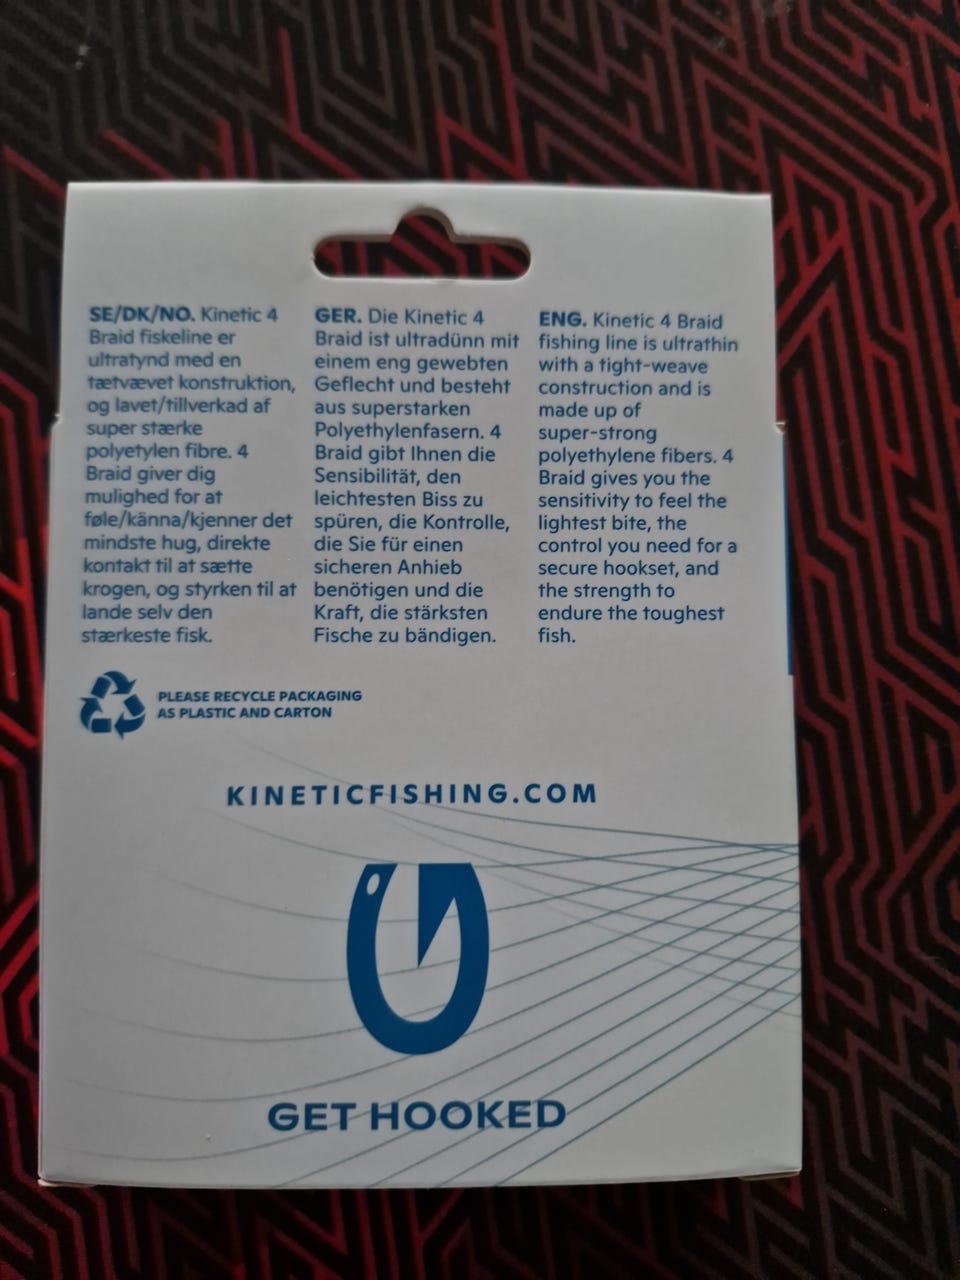 SE/DK/NO. Kinetic 4
Braid fiskeline er
ultratynd med en
tætvævet konstruktion,
og lavet/tillverkad af
super stærke
polyetylen fibre. 4
Braid giver dig
mulighed for at
føle/känna/kjenner det
mindste hug, direkte
kontakt til at sætte
krogen, og styrken til at
lande selv den
stærkeste fisk.
GER. Die Kinetic 4
Braid ist ultradünn mit
einem eng gewebten
Geflecht und besteht
aus superstarken
Polyethylenfasern. 4
Braid gibt Ihnen die
Sensibilität, den
leichtesten Biss zu
spüren, die Kontrolle,
die Sie für einen
sicheren Anhieb
benötigen und die
Kraft, die stärksten
Fische zu bändigen.
ENG. Kinetic 4 Braid
fishing line is ultrathin
with a tight-weave
construction and is
made up of
super-strong
polyethylene fibers. 4
Braid gives you the
sensitivity to feel the
lightest bite, the
control you need for a
secure hookset, and
the strength to
endure the toughest
fish.
PLEASE RECYCLE PACKAGING
AS PLASTIC AND CARTON
KINETICFISHING.COM
GET HOOKED